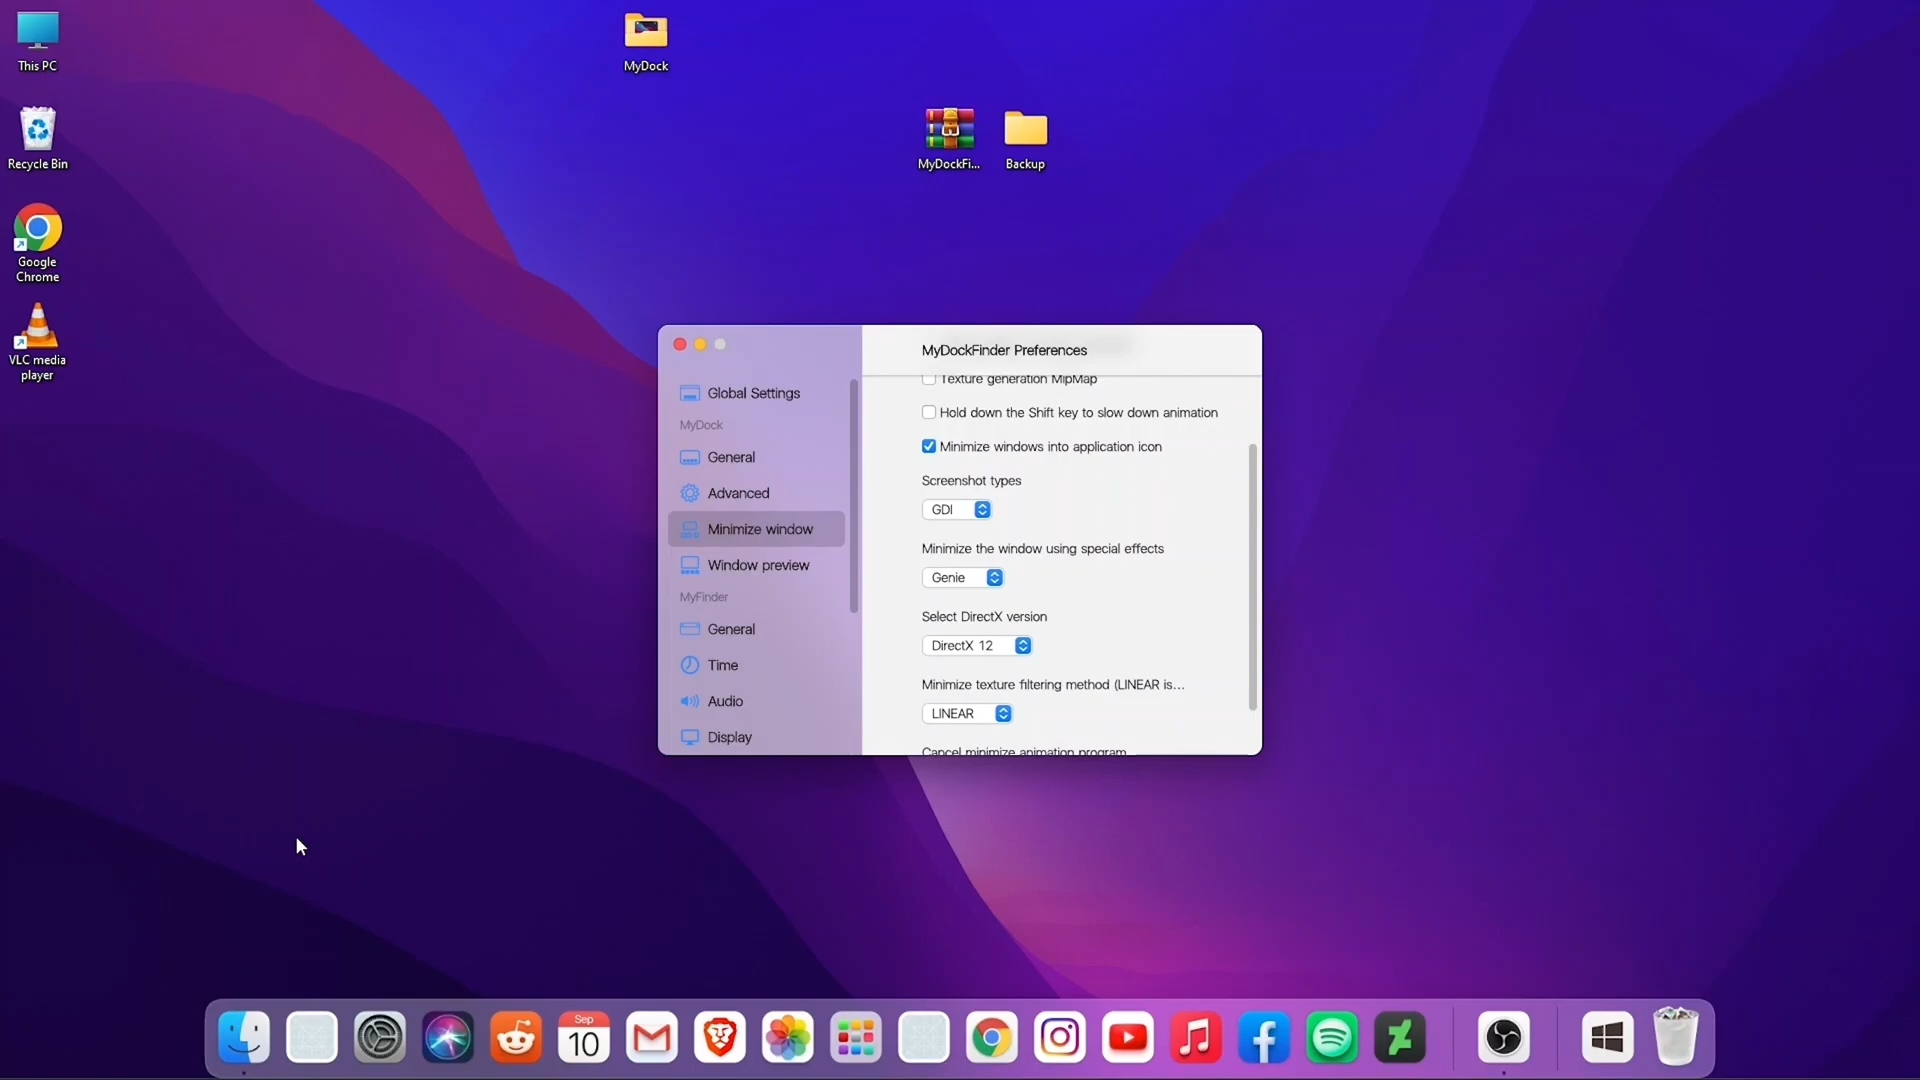 This PC
Recycle Bin
Google
Chrome
VLC media
player
MyDock
MyDockFi...
Backup
MyDockFinder Preferences
Global Settings
MyDock
General
Advanced
Minimize window
Window preview
MyFinder
General
Time
Audio
Display
Texture generation MipMap
Hold down the Shift key to slow down animation
Minimize windows into application icon
Screenshot types
GDI
Minimize the window using special effects
Genie
Select DirectX version
DirectX 12
Minimize texture filtering method (LINEAR is...
LINEAR
Cancel minimize animation program
Sep
10